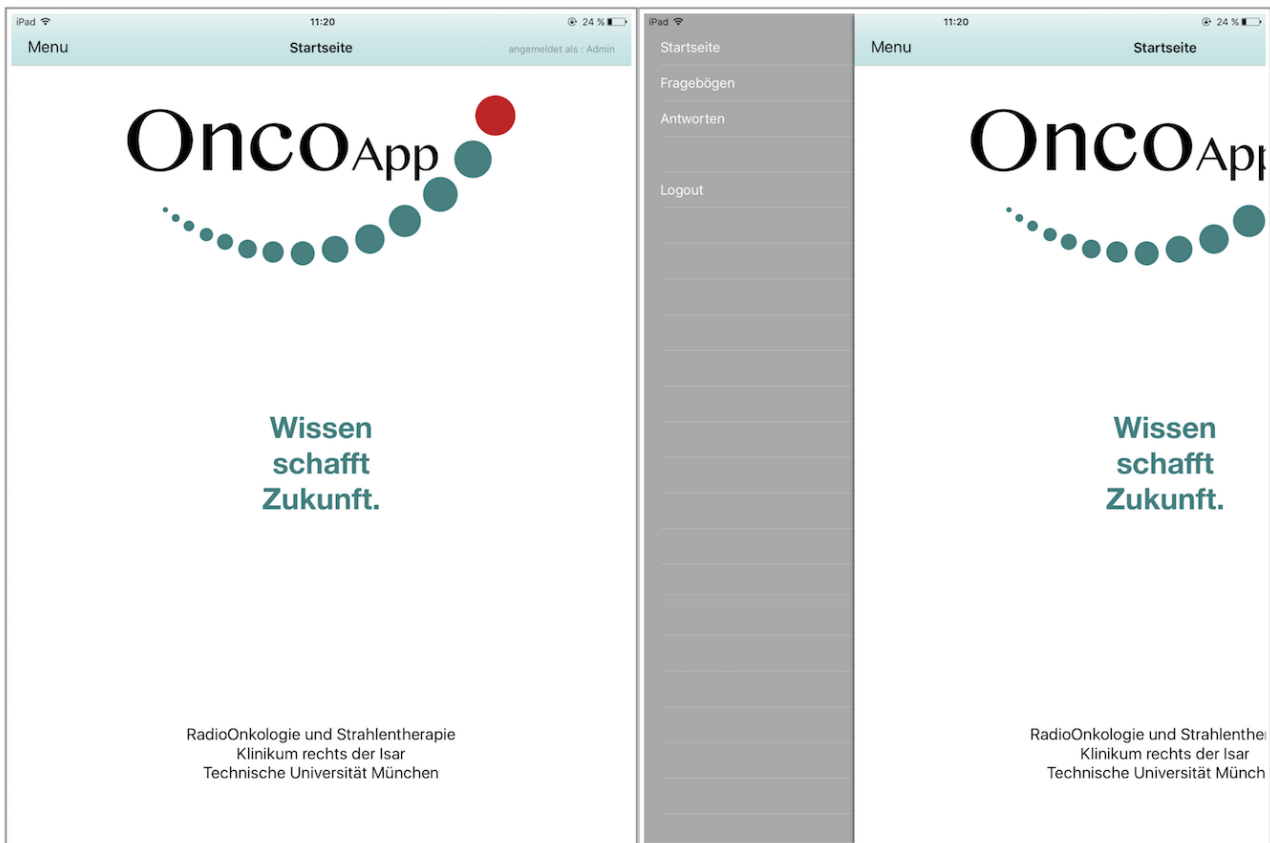 iPad 11:20 24 %
Menu Startseite angemeldet als : Admin
OncoApp
Wissen
schafft
Zukunft.
RadioOnkologie und Strahlentherapie
Klinikum rechts der Isar
Technische Universität München
iPad 11:20 24 %
Startseite
Fragebögen
Antworten
Logout
Menu Startseite
OncoApp
Wissen
schafft
Zukunft.
RadioOnkologie und Strahlenther
Klinikum rechts der Isar
Technische Universität Münch